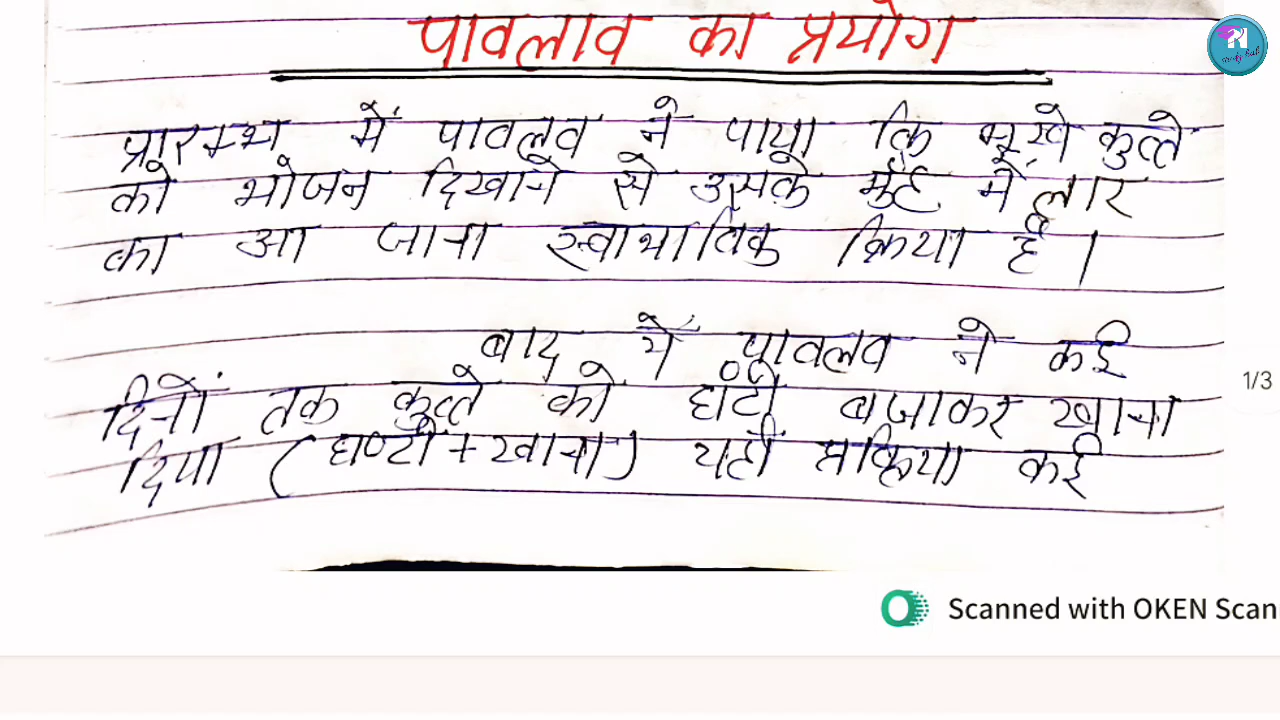 पावलाव का प्रयोग
प्रारम्भ में पावलव ने पाया कि भूखे कुत्ते
को भोजन दिखाने से उसके मुँह में लार
का आ जाना स्वाभाविक क्रिया है।
बाद में पावलव ने कई
दिनों तक कुत्ते को घंटी बजाकर खाना
दिया (घण्टी + खाना) यही प्रक्रिया कई
1/3
Scanned with OKEN Scan